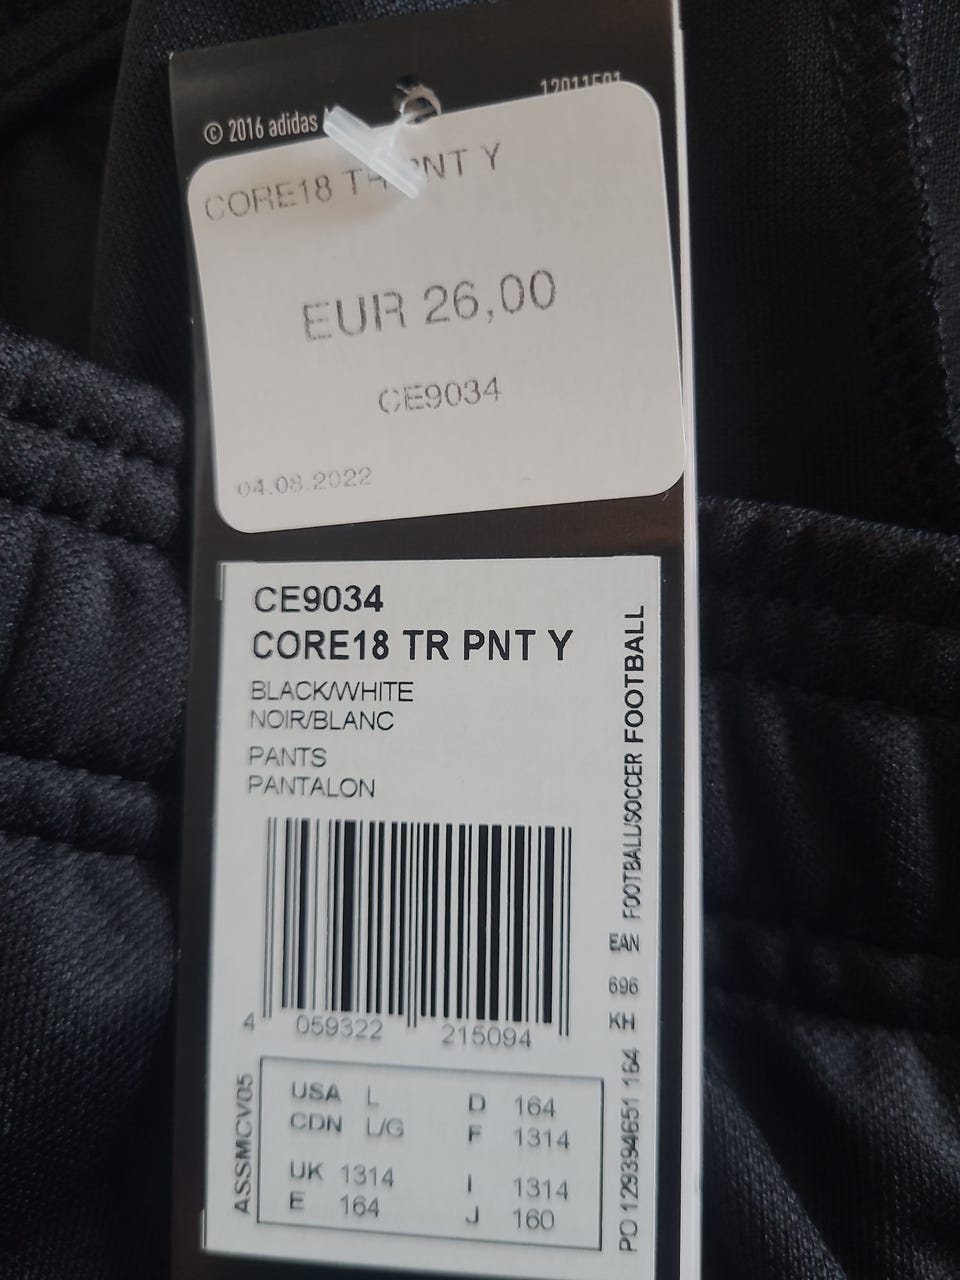 12011501
© 2016 adidas
CORE18 TR PNT Y
EUR 26,00
CE9034
04.08.2022
CE9034
CORE18 TR PNT Y
BLACK/WHITE
NOIR/BLANC
PANTS
PANTALON
4 059322 215094
USA L D 164
CDN L/G F 1314
UK 1314 I 1314
E 164 J 160
ASSMCV05
PO 129394651 164 KH 696 EAN FOOTBALL/SOCCER FOOTBALL